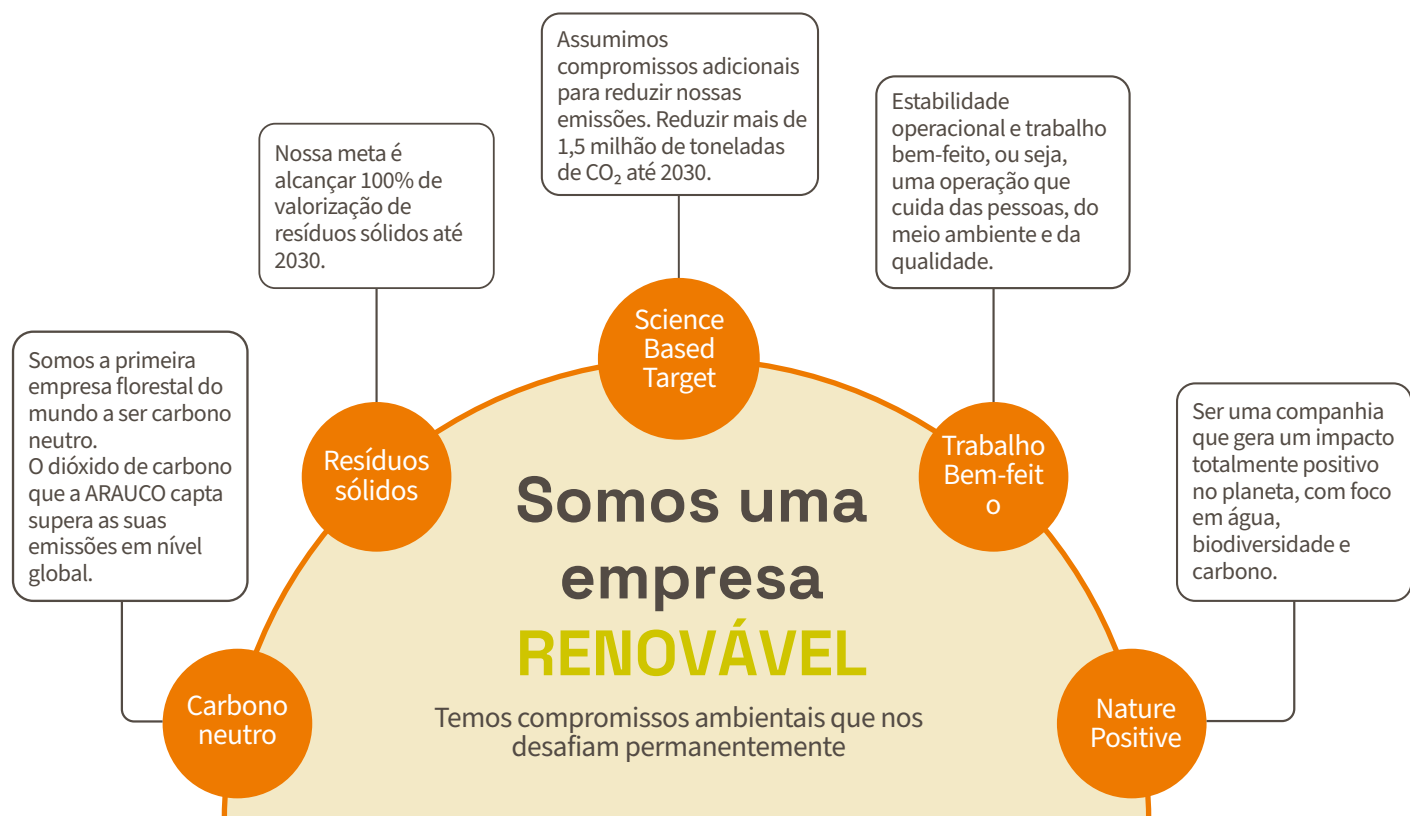 Assumimos
compromissos adicionais
para reduzir nossas
emissões. Reduzir mais de
1,5 milhão de toneladas
de CO₂ até 2030.
Estabilidade
operacional e trabalho
bem-feito, ou seja,
uma operação que
cuida das pessoas, do
meio ambiente e da
qualidade.
Nossa meta é
alcançar 100% de
valorização de
resíduos sólidos até
2030.
Somos a primeira
empresa florestal do
mundo a ser carbono
neutro.
O dióxido de carbono
que a ARAUCO capta
supera as suas
emissões em nível
global.
Ser uma companhia
que gera um impacto
totalmente positivo
no planeta, com foco
em água,
biodiversidade e
carbono.
Science
Based
Target
Resíduos
sólidos
Trabalho
Bem-feit
o
Carbono
neutro
Nature
Positive
Somos uma
empresa
RENOVÁVEL
Temos compromissos ambientais que nos
desafiam permanentemente